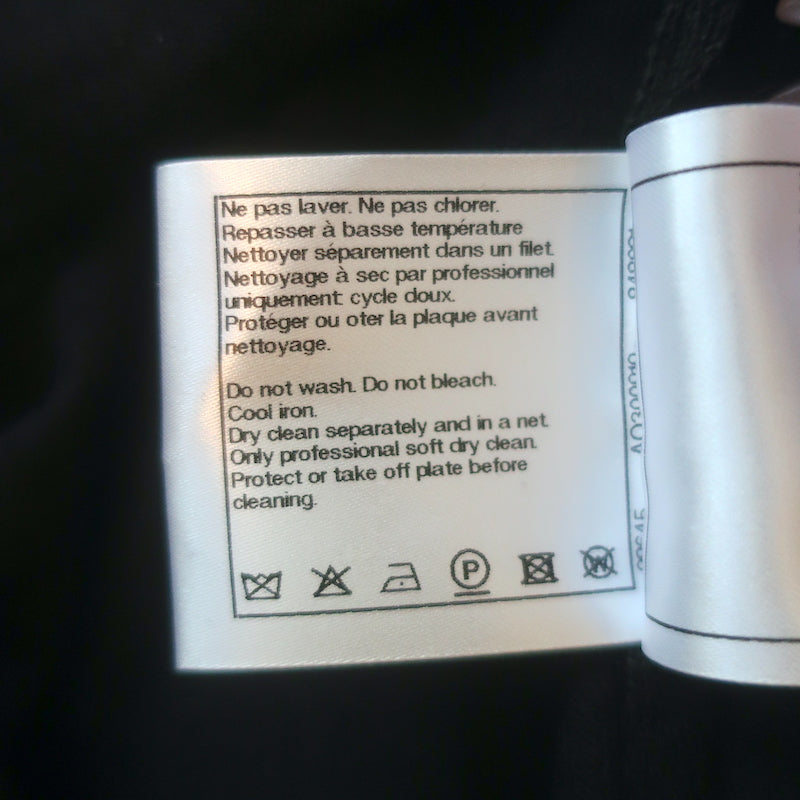 Ne pas laver. Ne pas chlorer.
Repasser à basse température
Nettoyer séparement dans un filet.
Nettoyage à sec par professionnel
uniquement: cycle doux.
Protéger ou oter la plaque avant
nettoyage.
Do not wash. Do not bleach.
Cool iron.
Dry clean separately and in a net.
Only professional soft dry clean.
Protect or take off plate before
cleaning.
P
W